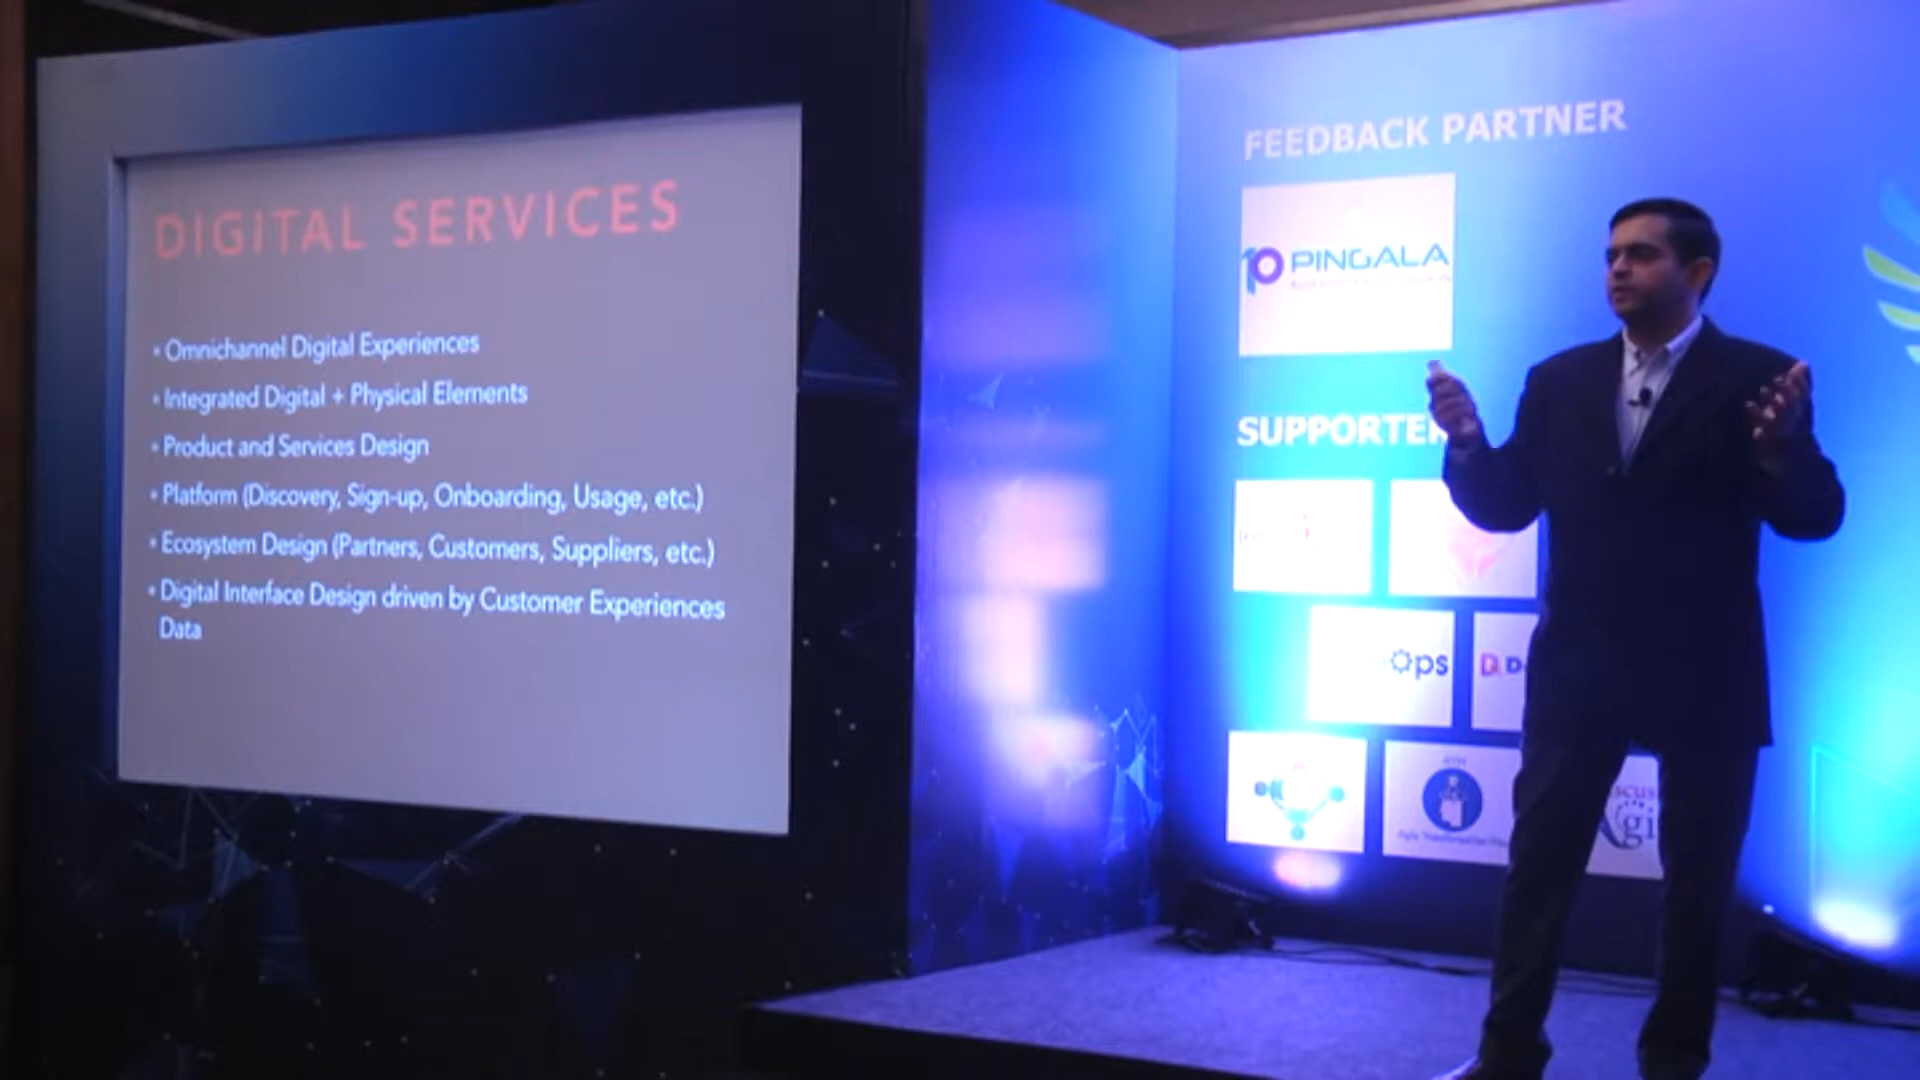 DIGITAL SERVICES
• Omnichannel Digital Experiences
• Integrated Digital + Physical Elements
• Product and Services Design
• Platform (Discovery, Sign-up, Onboarding, Usage, etc.)
• Ecosystem Design (Partners, Customers, Suppliers, etc.)
• Digital Interface Design driven by Customer Experiences
Data
FEEDBACK PARTNER
PINGALA
SUPPORTER
Ops